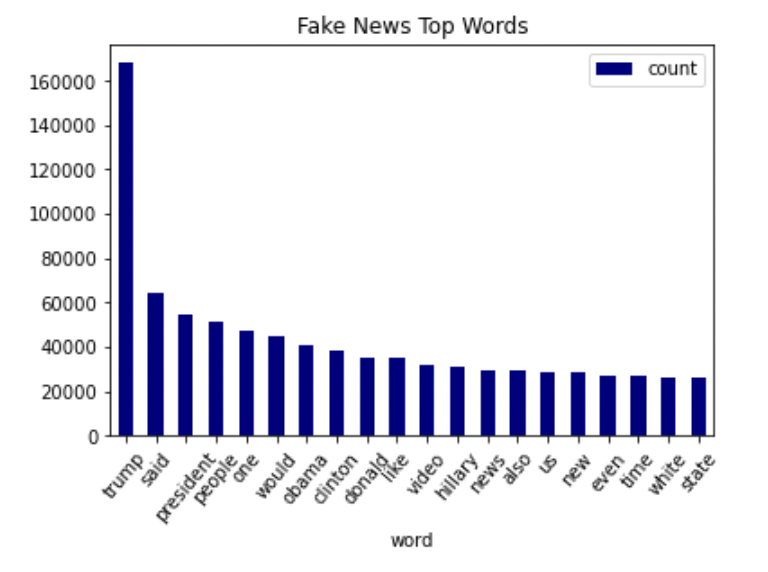 Fake News Top Words
count
160000
140000
120000
100000
80000
60000
40000
20000
0
trump
said
president
people
one
would
obama
clinton
donald
like
video
hillary
news
also
us
new
even
time
white
state
word